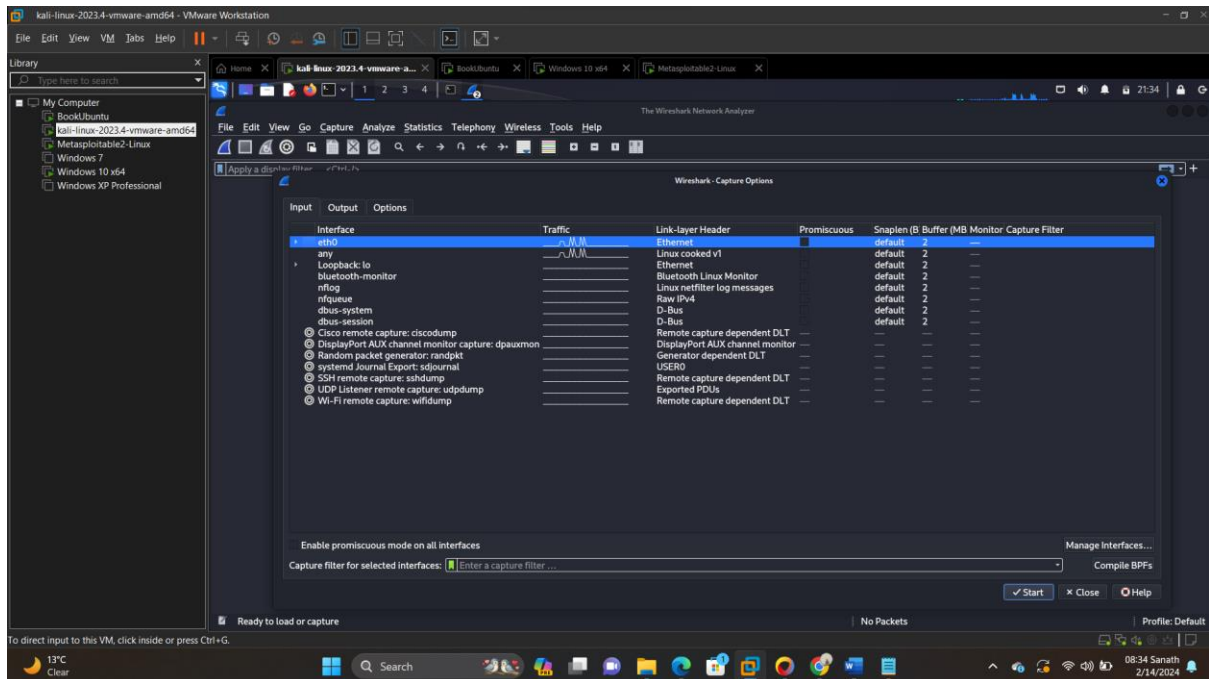 kali-linux-2023.4-vmware-amd64 - VMware Workstation
File Edit View VM Tabs Help
Library X
Type here to search
My Computer
BookUbuntu
kali-linux-2023.4-vmware-amd64
Metasploitable2-Linux
Windows 7
Windows 10 x64
Windows XP Professional
Home kali-linux-2023.4-vmware-a... BookUbuntu Windows 10 x64 Metasploitable2-Linux
1 2 3 4 21:34
The Wireshark Network Analyzer
File Edit View Go Capture Analyze Statistics Telephony Wireless Tools Help
Apply a display filter ... <Ctrl-/>
Wireshark · Capture Options
Input Output Options
Interface Traffic Link-layer Header Promiscuous Snaplen (B Buffer (MB Monitor Capture Filter
eth0 Ethernet default 2 —
any Linux cooked v1 default 2 —
Loopback: lo Ethernet default 2 —
bluetooth-monitor Bluetooth Linux Monitor default 2 —
nflog Linux netfilter log messages default 2 —
nfqueue Raw IPv4 default 2 —
dbus-system D-Bus default 2 —
dbus-session D-Bus default 2 —
Cisco remote capture: ciscodump Remote capture dependent DLT — — — —
DisplayPort AUX channel monitor capture: dpauxmon DisplayPort AUX channel monitor — — — —
Random packet generator: randpkt Generator dependent DLT — — — —
systemd Journal Export: sdjournal USER0 — — — —
SSH remote capture: sshdump Remote capture dependent DLT — — — —
UDP Listener remote capture: udpdump Exported PDUs — — — —
Wi-Fi remote capture: wifidump Remote capture dependent DLT — — — —
Enable promiscuous mode on all interfaces Manage Interfaces...
Capture filter for selected interfaces: Enter a capture filter ... Compile BPFs
Start Close Help
Ready to load or capture No Packets Profile: Default
To direct input to this VM, click inside or press Ctrl+G.
13°C
Clear
Search
08:34 Sanath
2/14/2024